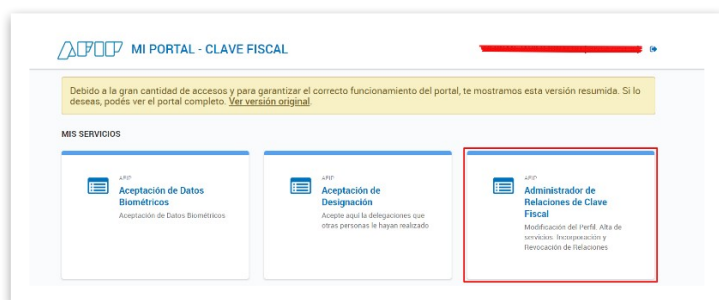 AFIP MI PORTAL - CLAVE FISCAL
Debido a la gran cantidad de accesos y para garantizar el correcto funcionamiento del portal, te mostramos esta versión resumida. Si lo
deseas, podés ver el portal completo. Ver versión original.
MIS SERVICIOS
AFIP
Aceptación de Datos
Biométricos
Aceptación de Datos Biométricos
AFIP
Aceptación de
Designación
Acepte aquí la delegaciones que
otras personas le hayan realizado
AFIP
Administrador de
Relaciones de Clave
Fiscal
Modificación del Perfil. Alta de
servicios. Incorporación y
Revocación de Relaciones